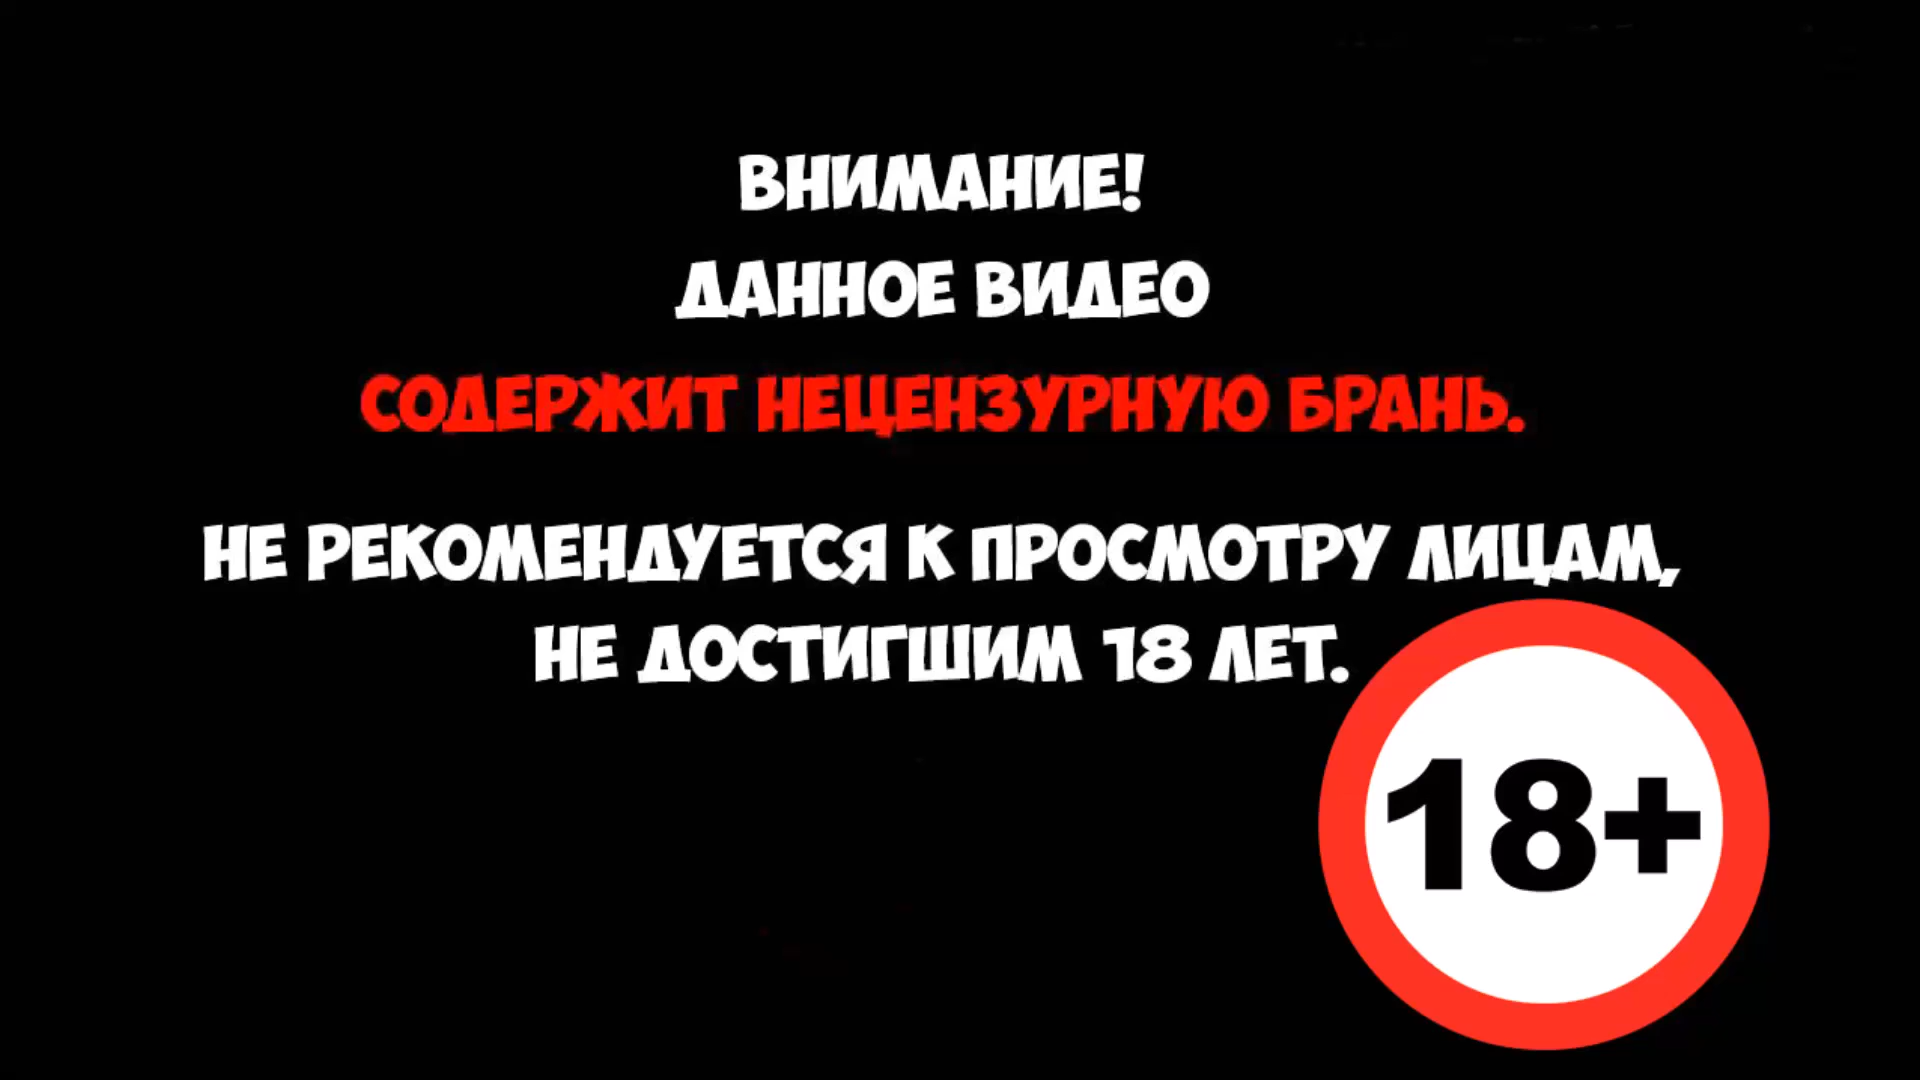 ВНИМАНИЕ!
ДАННОЕ ВИДЕО
СОДЕРЖИТ НЕЦЕНЗУРНУЮ БРАНЬ.
НЕ РЕКОМЕНДУЕТСЯ К ПРОСМОТРУ ЛИЦАМ,
НЕ ДОСТИГШИМ 18 ЛЕТ.
18+